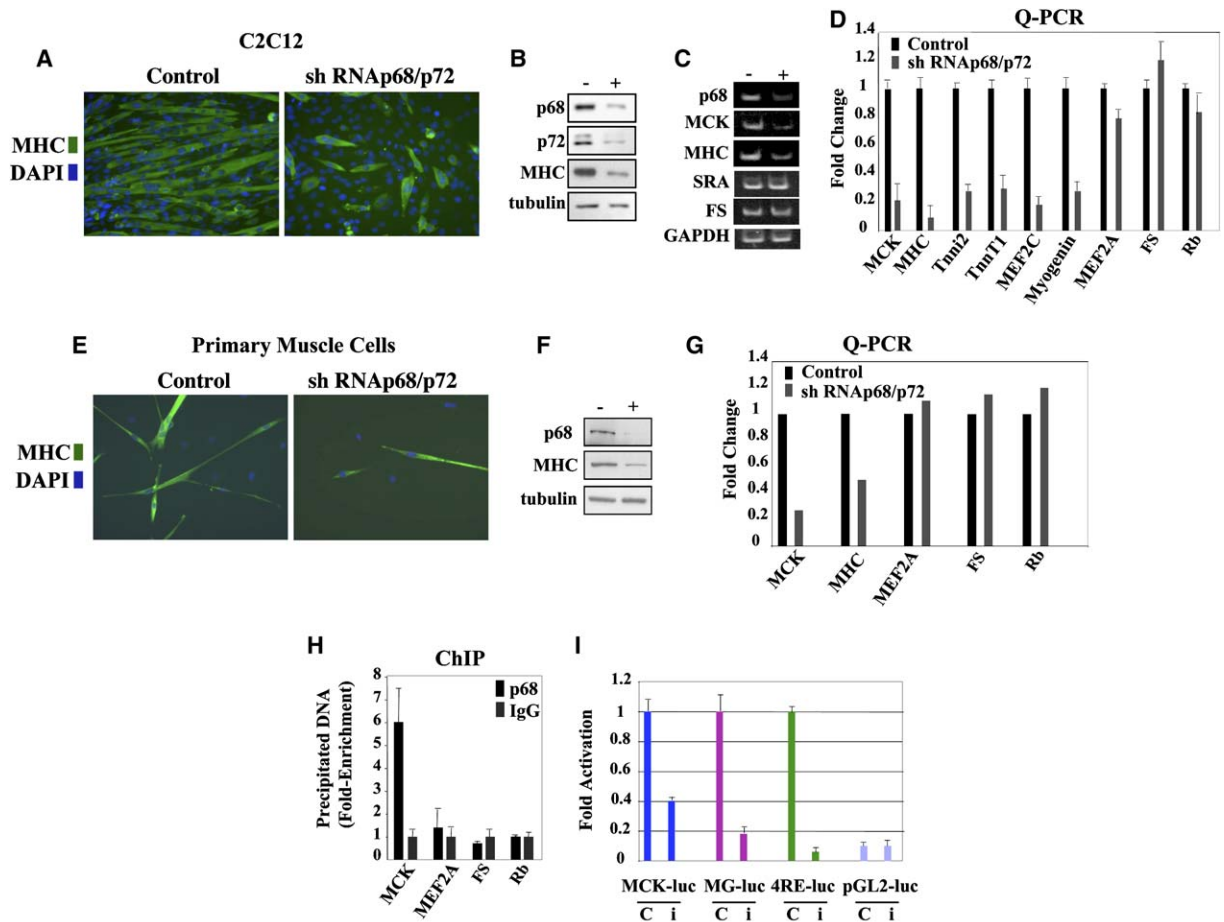 C2C12
A
Control
sh RNAp68/p72
MHC
DAPI
B
- +
p68
p72
MHC
tubulin
C
- +
p68
MCK
MHC
SRA
FS
GAPDH
D
Q-PCR
Control
sh RNAp68/p72
Fold Change
1.4
1.2
1
0.8
0.6
0.4
0.2
0
MCK
MHC
Tnni2
TnnT1
MEF2C
Myogenin
MEF2A
FS
Rb
E
Primary Muscle Cells
Control
sh RNAp68/p72
MHC
DAPI
F
- +
p68
MHC
tubulin
G
Q-PCR
Control
sh RNAp68/p72
Fold Change
1.4
1.2
1
0.8
0.6
0.4
0.2
0
MCK
MHC
MEF2A
FS
Rb
H
ChIP
p68
IgG
Precipitated DNA
(Fold-Enrichment)
8
7
6
5
4
3
2
1
0
MCK
MEF2A
FS
Rb
I
Fold Activation
1.2
1
0.8
0.6
0.4
0.2
0
MCK-luc MG-luc 4RE-luc pGL2-luc
C i C i C i C i